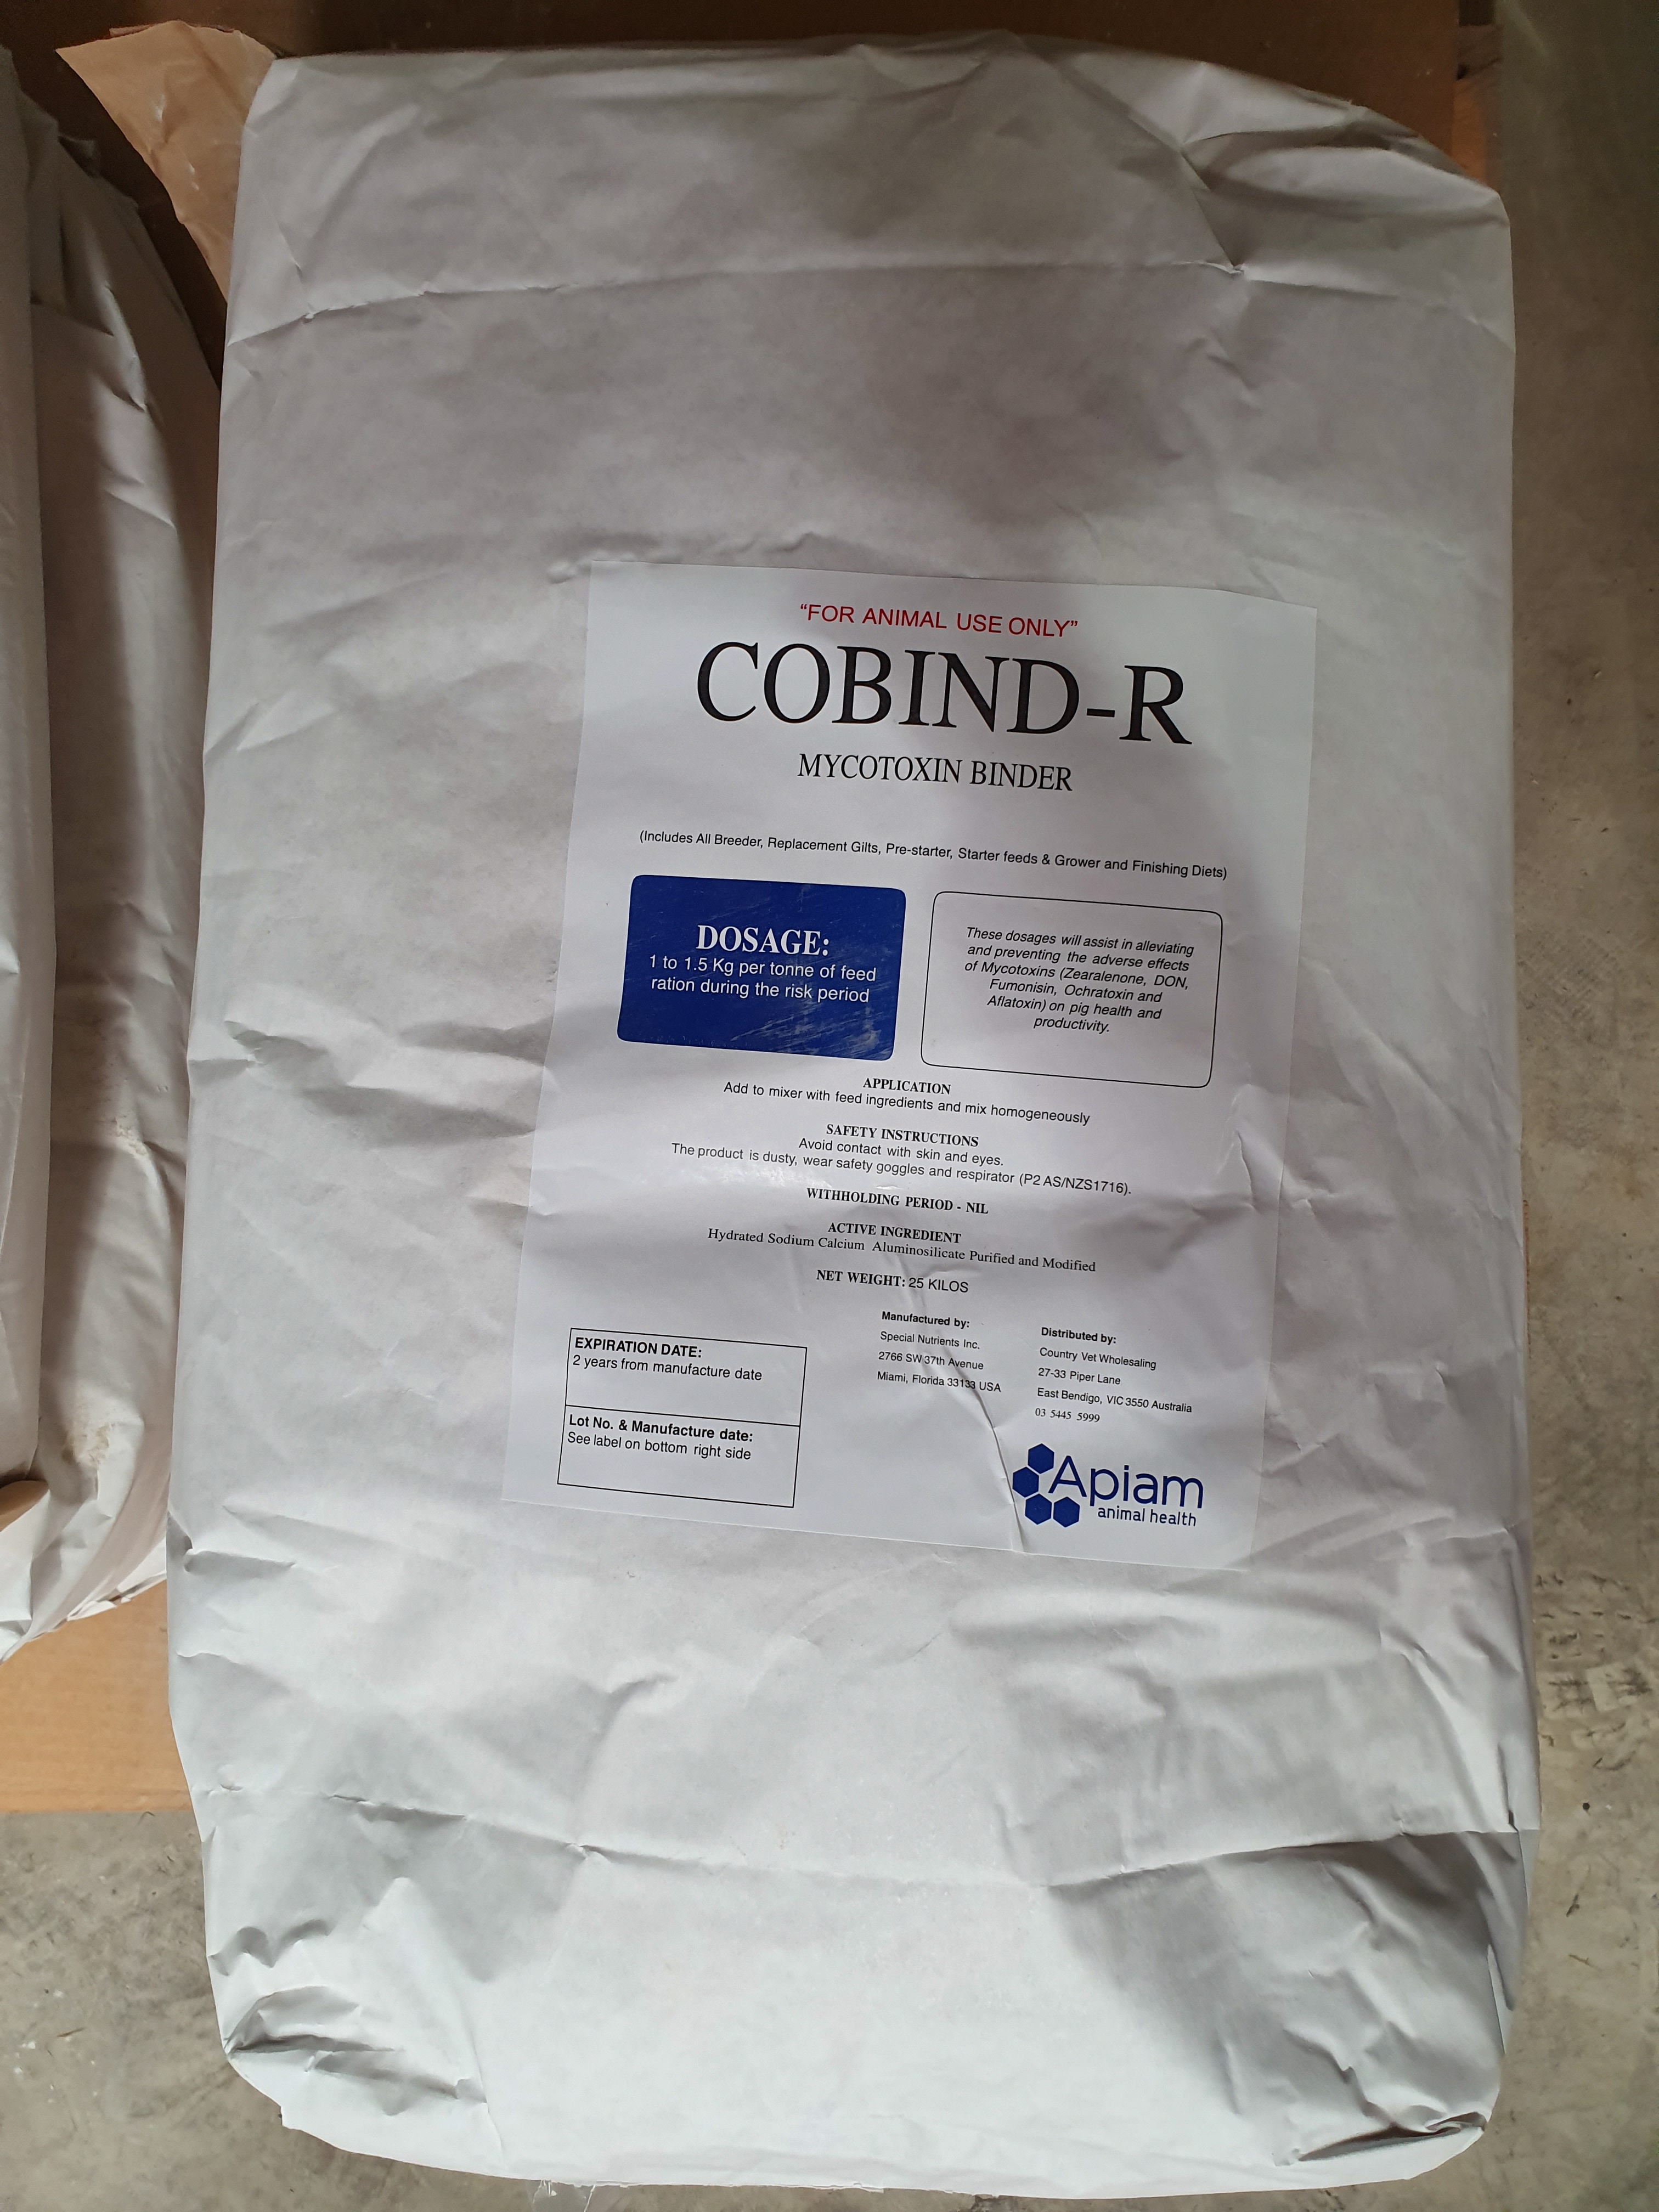 “FOR ANIMAL USE ONLY”
COBIND-R
MYCOTOXIN BINDER
(Includes All Breeder, Replacement Gilts, Pre-starter, Starter feeds & Grower and Finishing Diets)
DOSAGE:
1 to 1.5 Kg per tonne of feed
ration during the risk period
These dosages will assist in alleviating
and preventing the adverse effects
of Mycotoxins (Zearalenone, DON,
Fumonisin, Ochratoxin and
Aflatoxin) on pig health and
productivity.
APPLICATION
Add to mixer with feed ingredients and mix homogeneously
SAFETY INSTRUCTIONS
Avoid contact with skin and eyes.
The product is dusty, wear safety goggles and respirator (P2 AS/NZS1716).
WITHHOLDING PERIOD - NIL
ACTIVE INGREDIENT
Hydrated Sodium Calcium Aluminosilicate Purified and Modified
NET WEIGHT: 25 KILOS
EXPIRATION DATE:
2 years from manufacture date
Lot No. & Manufacture date:
See label on bottom right side
Manufactured by:
Special Nutrients Inc.
2766 SW 37th Avenue
Miami, Florida 33133 USA
Distributed by:
Country Vet Wholesaling
27-33 Piper Lane
East Bendigo, VIC 3550 Australia
03 5445 5999
Apiam
animal health